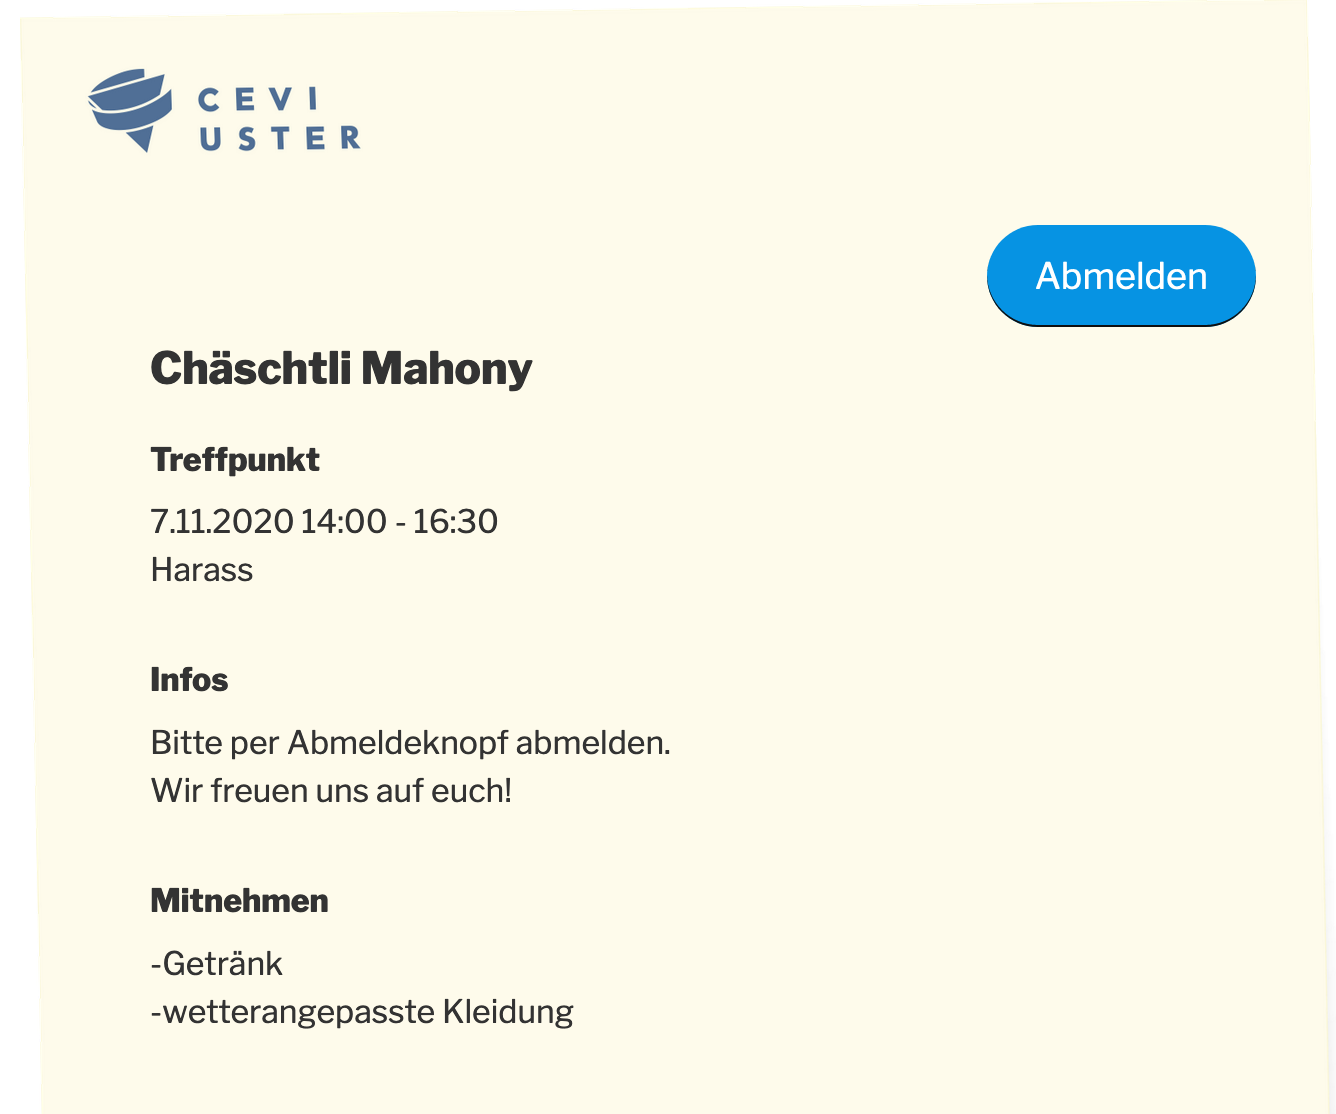 CEVI
USTER
Abmelden
Chäschtli Mahony
Treffpunkt
7.11.2020 14:00 - 16:30
Harass
Infos
Bitte per Abmeldeknopf abmelden.
Wir freuen uns auf euch!
Mitnehmen
-Getränk
-wetterangepasste Kleidung